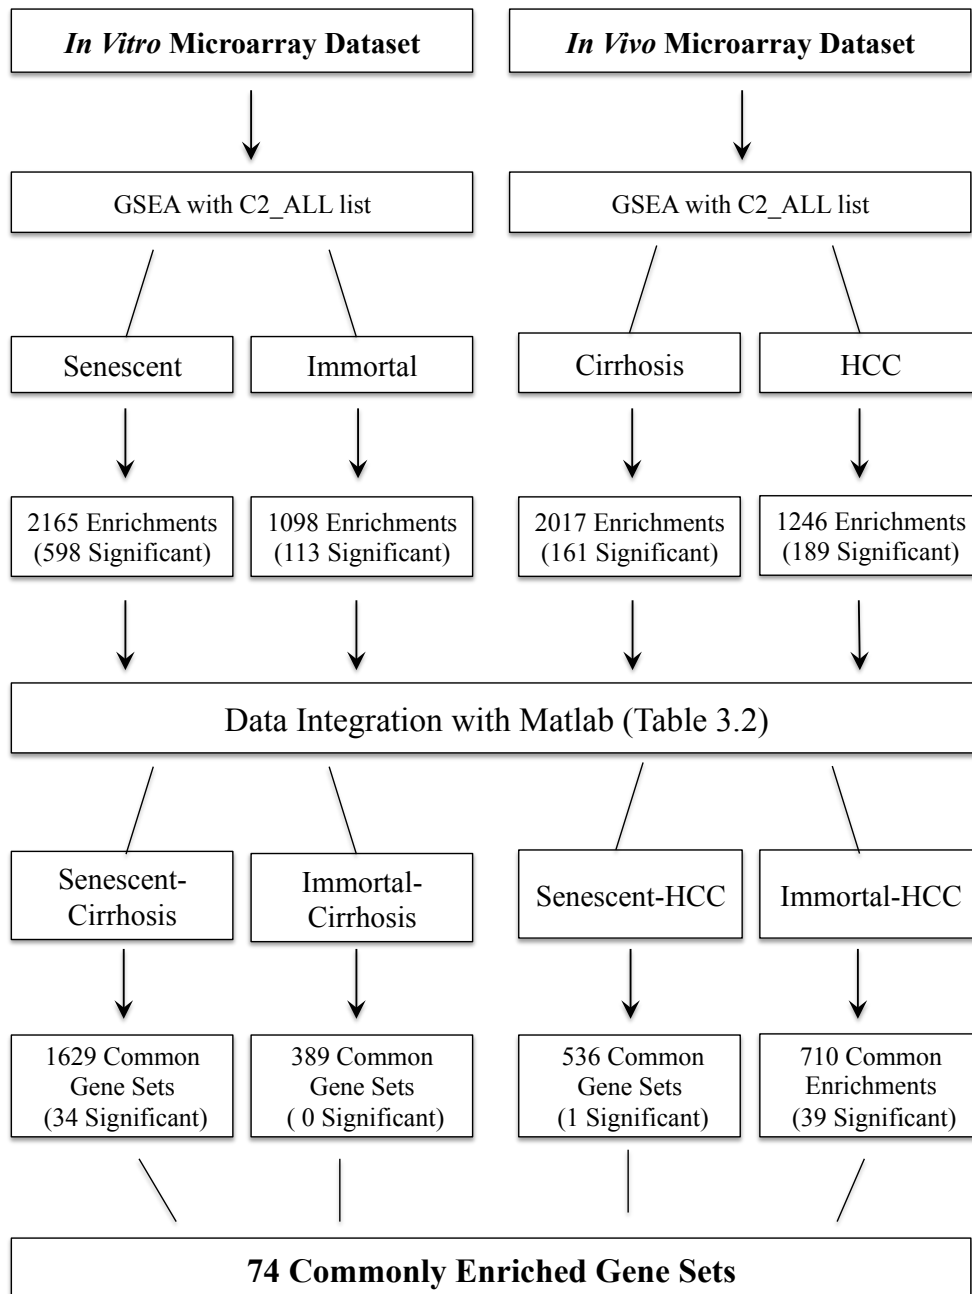 In Vitro Microarray Dataset
In Vivo Microarray Dataset
GSEA with C2_ALL list
GSEA with C2_ALL list
Senescent
Immortal
Cirrhosis
HCC
2165 Enrichments
(598 Significant)
1098 Enrichments
(113 Significant)
2017 Enrichments
(161 Significant)
1246 Enrichments
(189 Significant)
Data Integration with Matlab (Table 3.2)
Senescent-
Cirrhosis
Immortal-
Cirrhosis
Senescent-HCC
Immortal-HCC
1629 Common
Gene Sets
(34 Significant)
389 Common
Gene Sets
( 0 Significant)
536 Common
Gene Sets
(1 Significant)
710 Common
Enrichments
(39 Significant)
74 Commonly Enriched Gene Sets